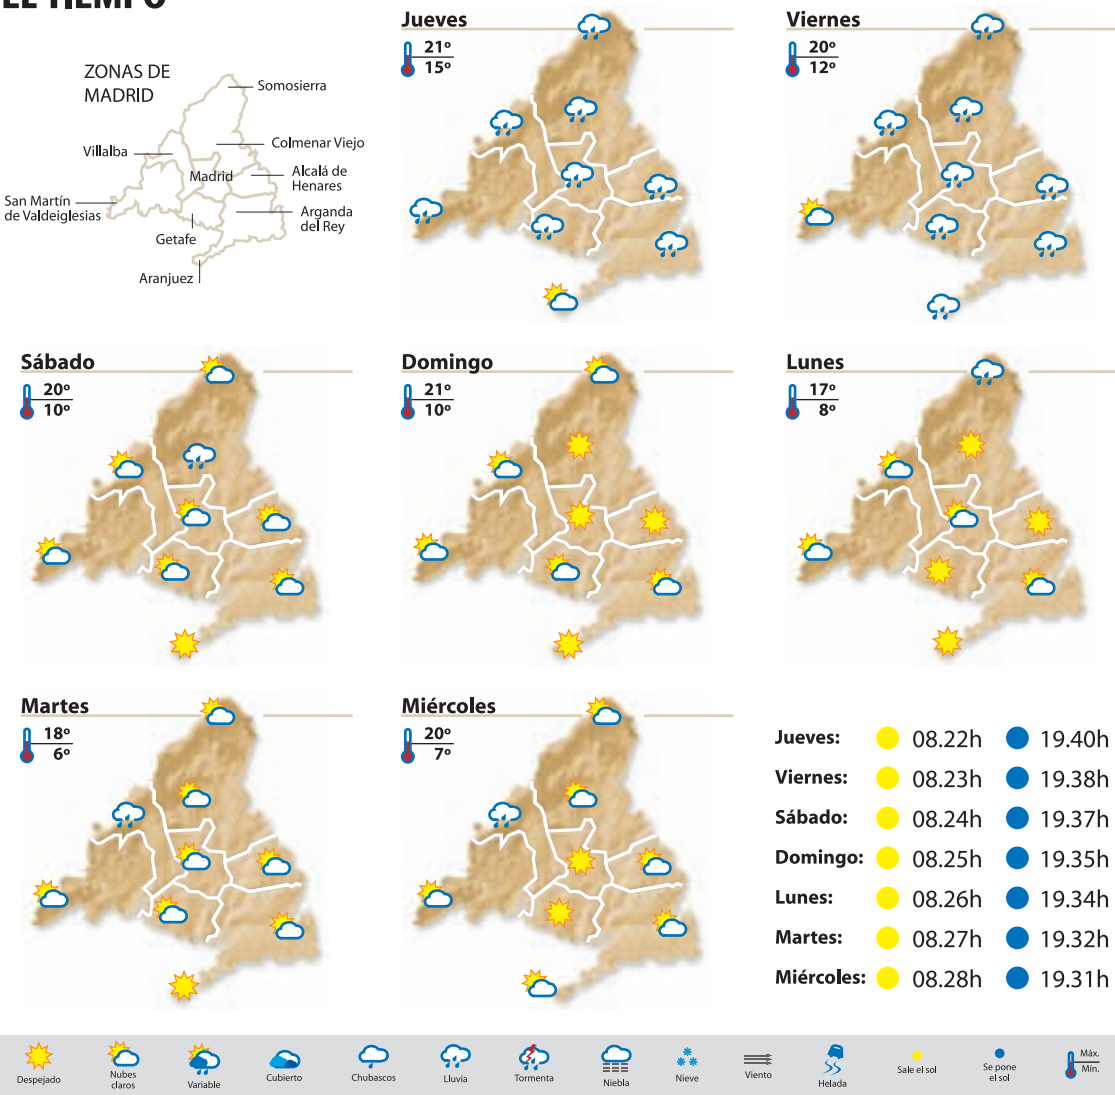 EL TIEMPO
ZONAS DE
MADRID
Somosierra
Colmenar Viejo
Villalba
Madrid
Alcalá de
Henares
San Martín
de Valdeiglesias
Arganda
del Rey
Getafe
Aranjuez
Jueves
21º
15º
Viernes
20º
12º
Sábado
20º
10º
Domingo
21º
10º
Lunes
17º
8º
Martes
18º
6º
Miércoles
20º
7º
Jueves: 08.22h 19.40h
Viernes: 08.23h 19.38h
Sábado: 08.24h 19.37h
Domingo: 08.25h 19.35h
Lunes: 08.26h 19.34h
Martes: 08.27h 19.32h
Miércoles: 08.28h 19.31h
Despejado
Nubes
claros
Variable
Cubierto
Chubascos
Lluvia
Tormenta
Niebla
Nieve
Viento
Helada
Sale el sol
Se pone
el sol
Máx.
Mín.